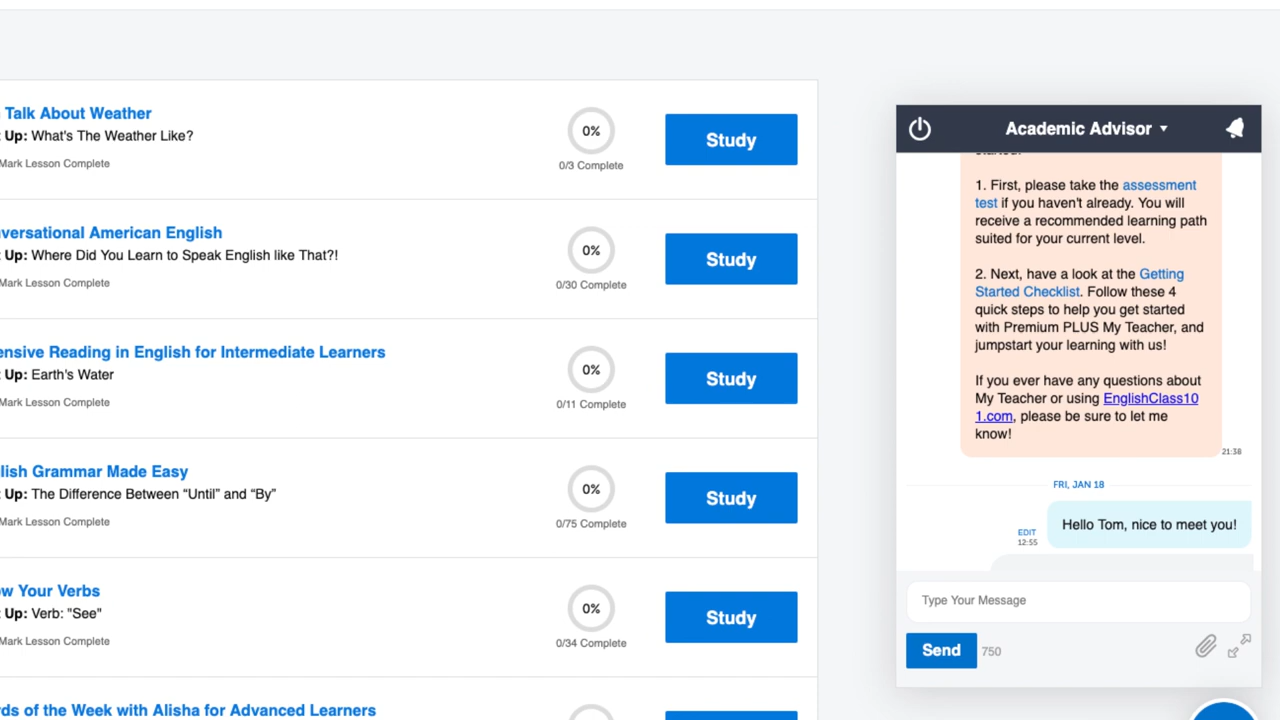 Talk About Weather
Up: What's The Weather Like?
Mark Lesson Complete
0%
0/3 Complete
Study
versational American English
Up: Where Did You Learn to Speak English like That?!
Mark Lesson Complete
0%
0/30 Complete
Study
ensive Reading in English for Intermediate Learners
Up: Earth's Water
Mark Lesson Complete
0%
0/11 Complete
Study
lish Grammar Made Easy
Up: The Difference Between “Until” and “By”
Mark Lesson Complete
0%
0/75 Complete
Study
w Your Verbs
Up: Verb: "See"
Mark Lesson Complete
0%
0/34 Complete
Study
ds of the Week with Alisha for Advanced Learners
Academic Advisor
1. First, please take the assessment
test if you haven't already. You will
receive a recommended learning path
suited for your current level.
2. Next, have a look at the Getting
Started Checklist. Follow these 4
quick steps to help you get started
with Premium PLUS My Teacher, and
jumpstart your learning with us!
If you ever have any questions about
My Teacher or using EnglishClass10
1.com, please be sure to let me
know!
21:38
FRI, JAN 18
Hello Tom, nice to meet you!
EDIT
12:55
Type Your Message
Send
750